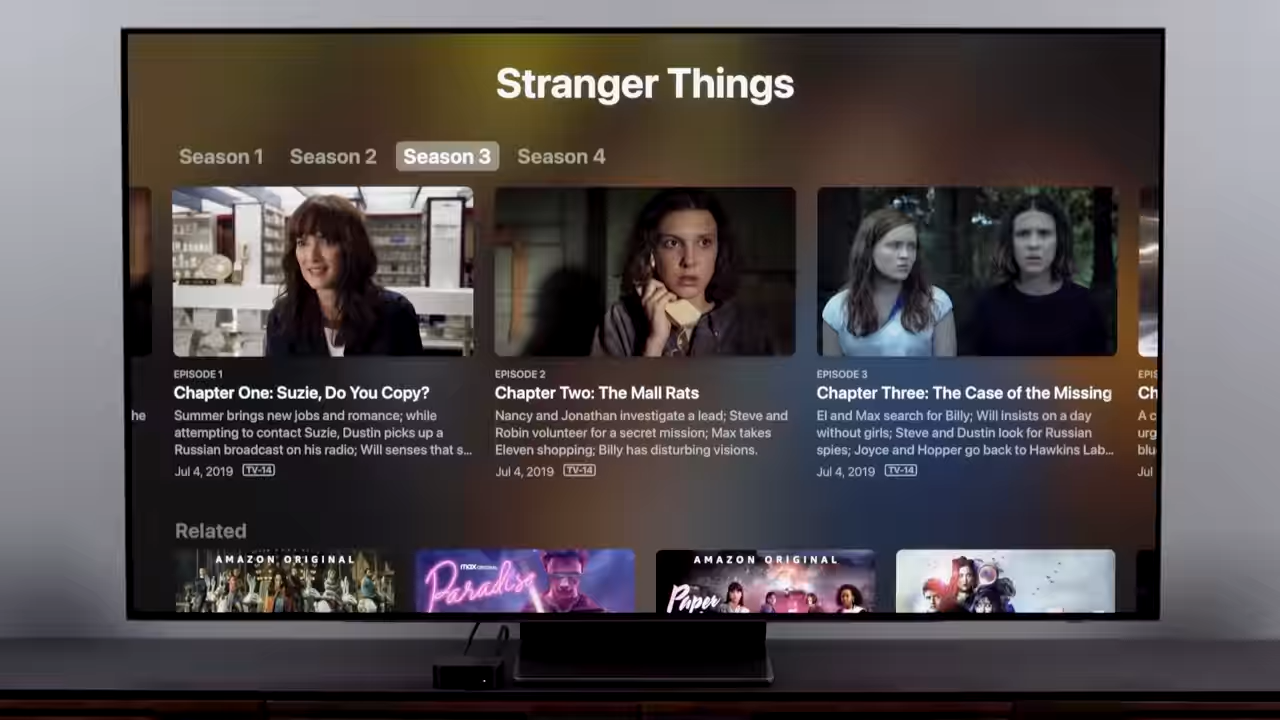 Stranger Things
Season 1 Season 2 Season 3 Season 4
EPISODE 1
Chapter One: Suzie, Do You Copy?
Summer brings new jobs and romance; while
attempting to contact Suzie, Dustin picks up a
Russian broadcast on his radio; Will senses that s...
Jul 4, 2019 TV-14
EPISODE 2
Chapter Two: The Mall Rats
Nancy and Jonathan investigate a lead; Steve and
Robin volunteer for a secret mission; Max takes
Eleven shopping; Billy has disturbing visions.
Jul 4, 2019 TV-14
EPISODE 3
Chapter Three: The Case of the Missing
El and Max search for Billy; Will insists on a day
without girls; Steve and Dustin look for Russian
spies; Joyce and Hopper go back to Hawkins Lab...
Jul 4, 2019 TV-14
he
EPIS
Ch
A c
urg
blu
Jul
Related
AMAZON ORIGINAL
max ORIGINAL
Paradise
AMAZON ORIGINAL
Paper